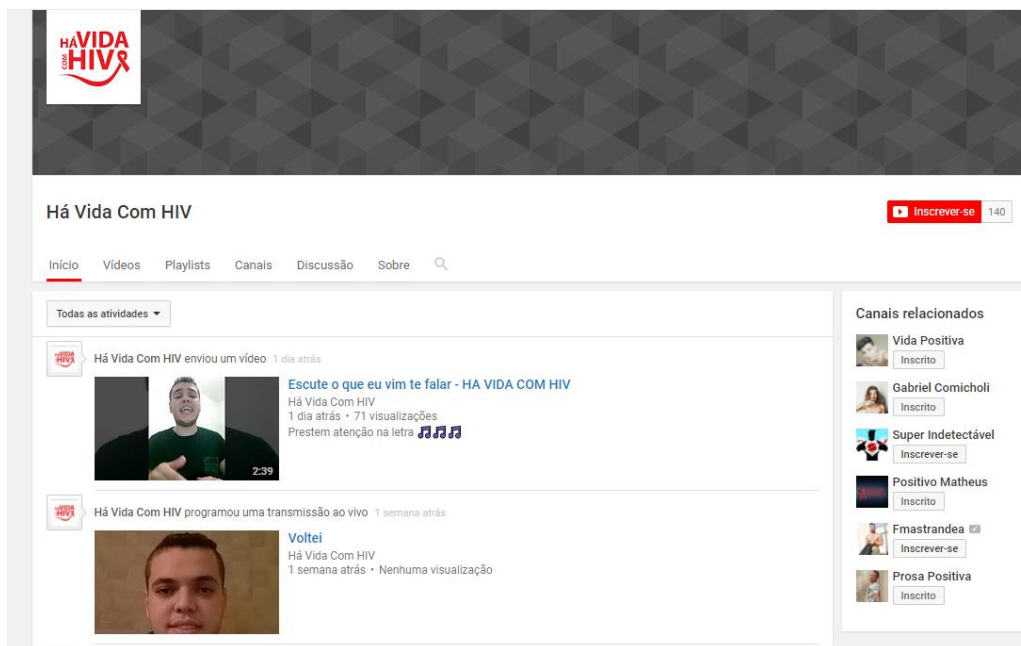 HÁ VIDA
COM HIV
Há Vida Com HIV
Inscrever-se 140
Início Vídeos Playlists Canais Discussão Sobre
Todas as atividades
Há Vida Com HIV enviou um vídeo 1 dia atrás
Escute o que eu vim te falar - HA VIDA COM HIV
Há Vida Com HIV
1 dia atrás • 71 visualizações
Prestem atenção na letra 🎵🎵🎵
2:39
Há Vida Com HIV programou uma transmissão ao vivo 1 semana atrás
Voltei
Há Vida Com HIV
1 semana atrás • Nenhuma visualização
Canais relacionados
Vida Positiva
Inscrito
Gabriel Comicholi
Inscrito
Super Indetectável
Inscrever-se
Positivo Matheus
Inscrito
Fmastrandea
Inscrever-se
Prosa Positiva
Inscrito